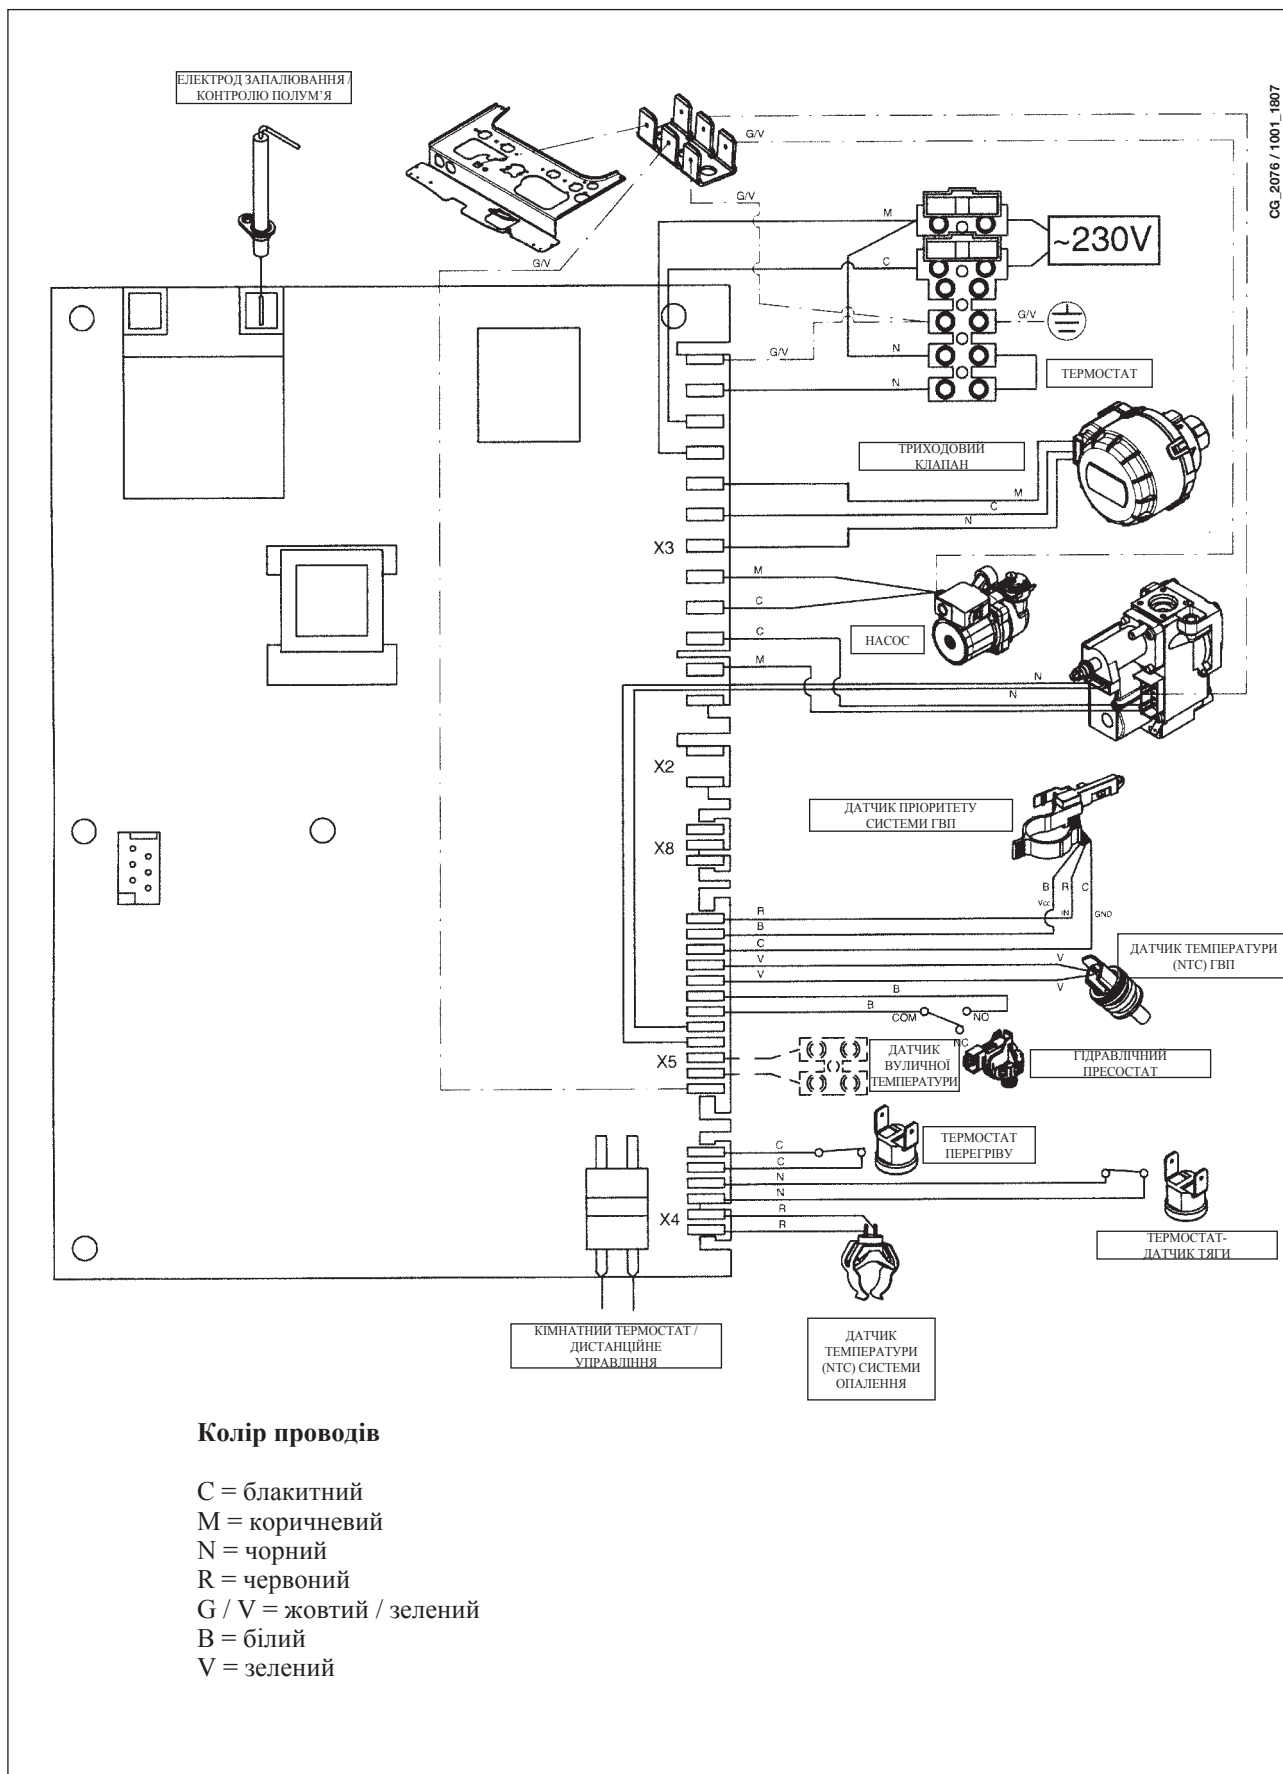 ЕЛЕКТРОД ЗАПАЛЮВАННЯ /
КОНТРОЛЮ ПОЛУМ'Я
CG_2076 / 1001_1807
G/V
G/V
M
~230V
G/V
C
G/V
G/V
N
ТЕРМОСТАТ
N
ТРИХОДОВИЙ
КЛАПАН
M
C
N
X3
M
C
НАСОС
C
M
N
N
X2
ДАТЧИК ПРІОРИТЕТУ
СИСТЕМИ ГВП
X8
B R C
Vcc IN GND
R
B
C
ДАТЧИК ТЕМПЕРАТУРИ
(NTC) ГВП
V V
V V
B
B
COM NO
NC
X5
ДАТЧИК
ВУЛИЧНОЇ
ТЕМПЕРАТУРИ
ГІДРАВЛІЧНИЙ
ПРЕСОСТАТ
C
C
ТЕРМОСТАТ
ПЕРЕГРІВУ
N
N
X4
R
R
ТЕРМОСТАТ-
ДАТЧИК ТЯГИ
КІМНАТНИЙ ТЕРМОСТАТ /
ДИСТАНЦІЙНЕ
УПРАВЛІННЯ
ДАТЧИК
ТЕМПЕРАТУРИ
(NTC) СИСТЕМИ
ОПАЛЕННЯ
Колір проводів
C = блакитний
M = коричневий
N = чорний
R = червоний
G / V = жовтий / зелений
B = білий
V = зелений